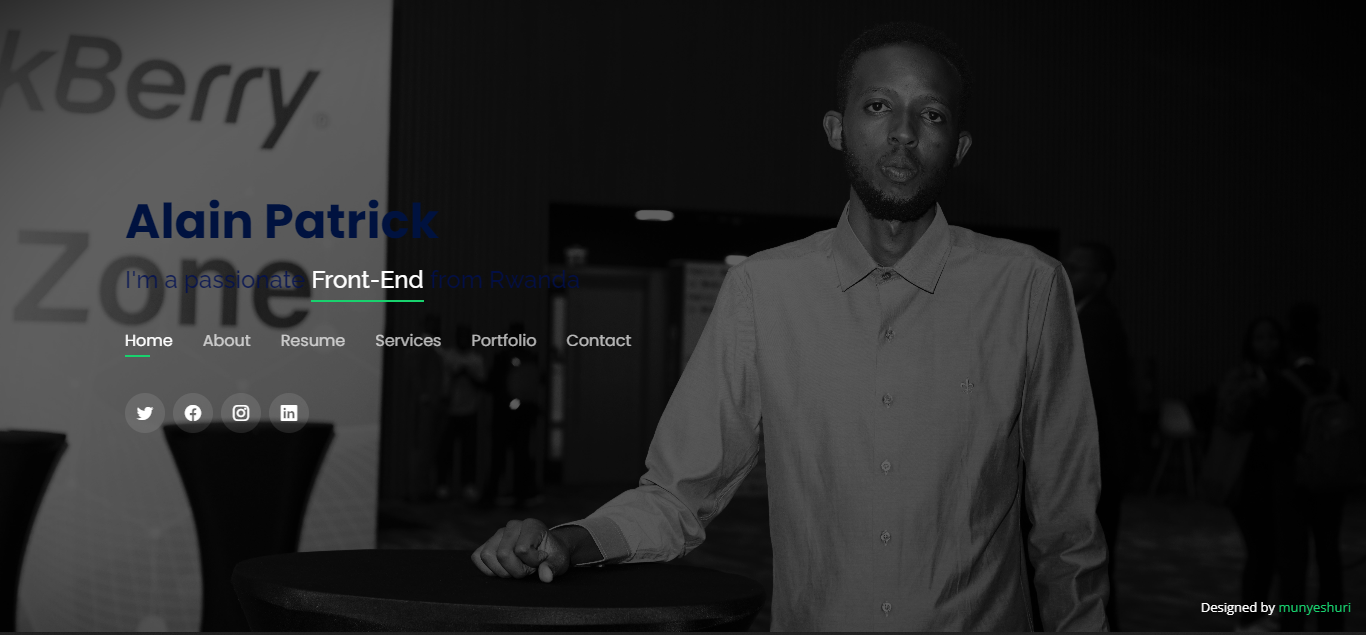 kBerry
Zone
Alain Patrick
I'm a passionate Front-End from Rwanda
Home About Resume Services Portfolio Contact
Designed by munyeshuri